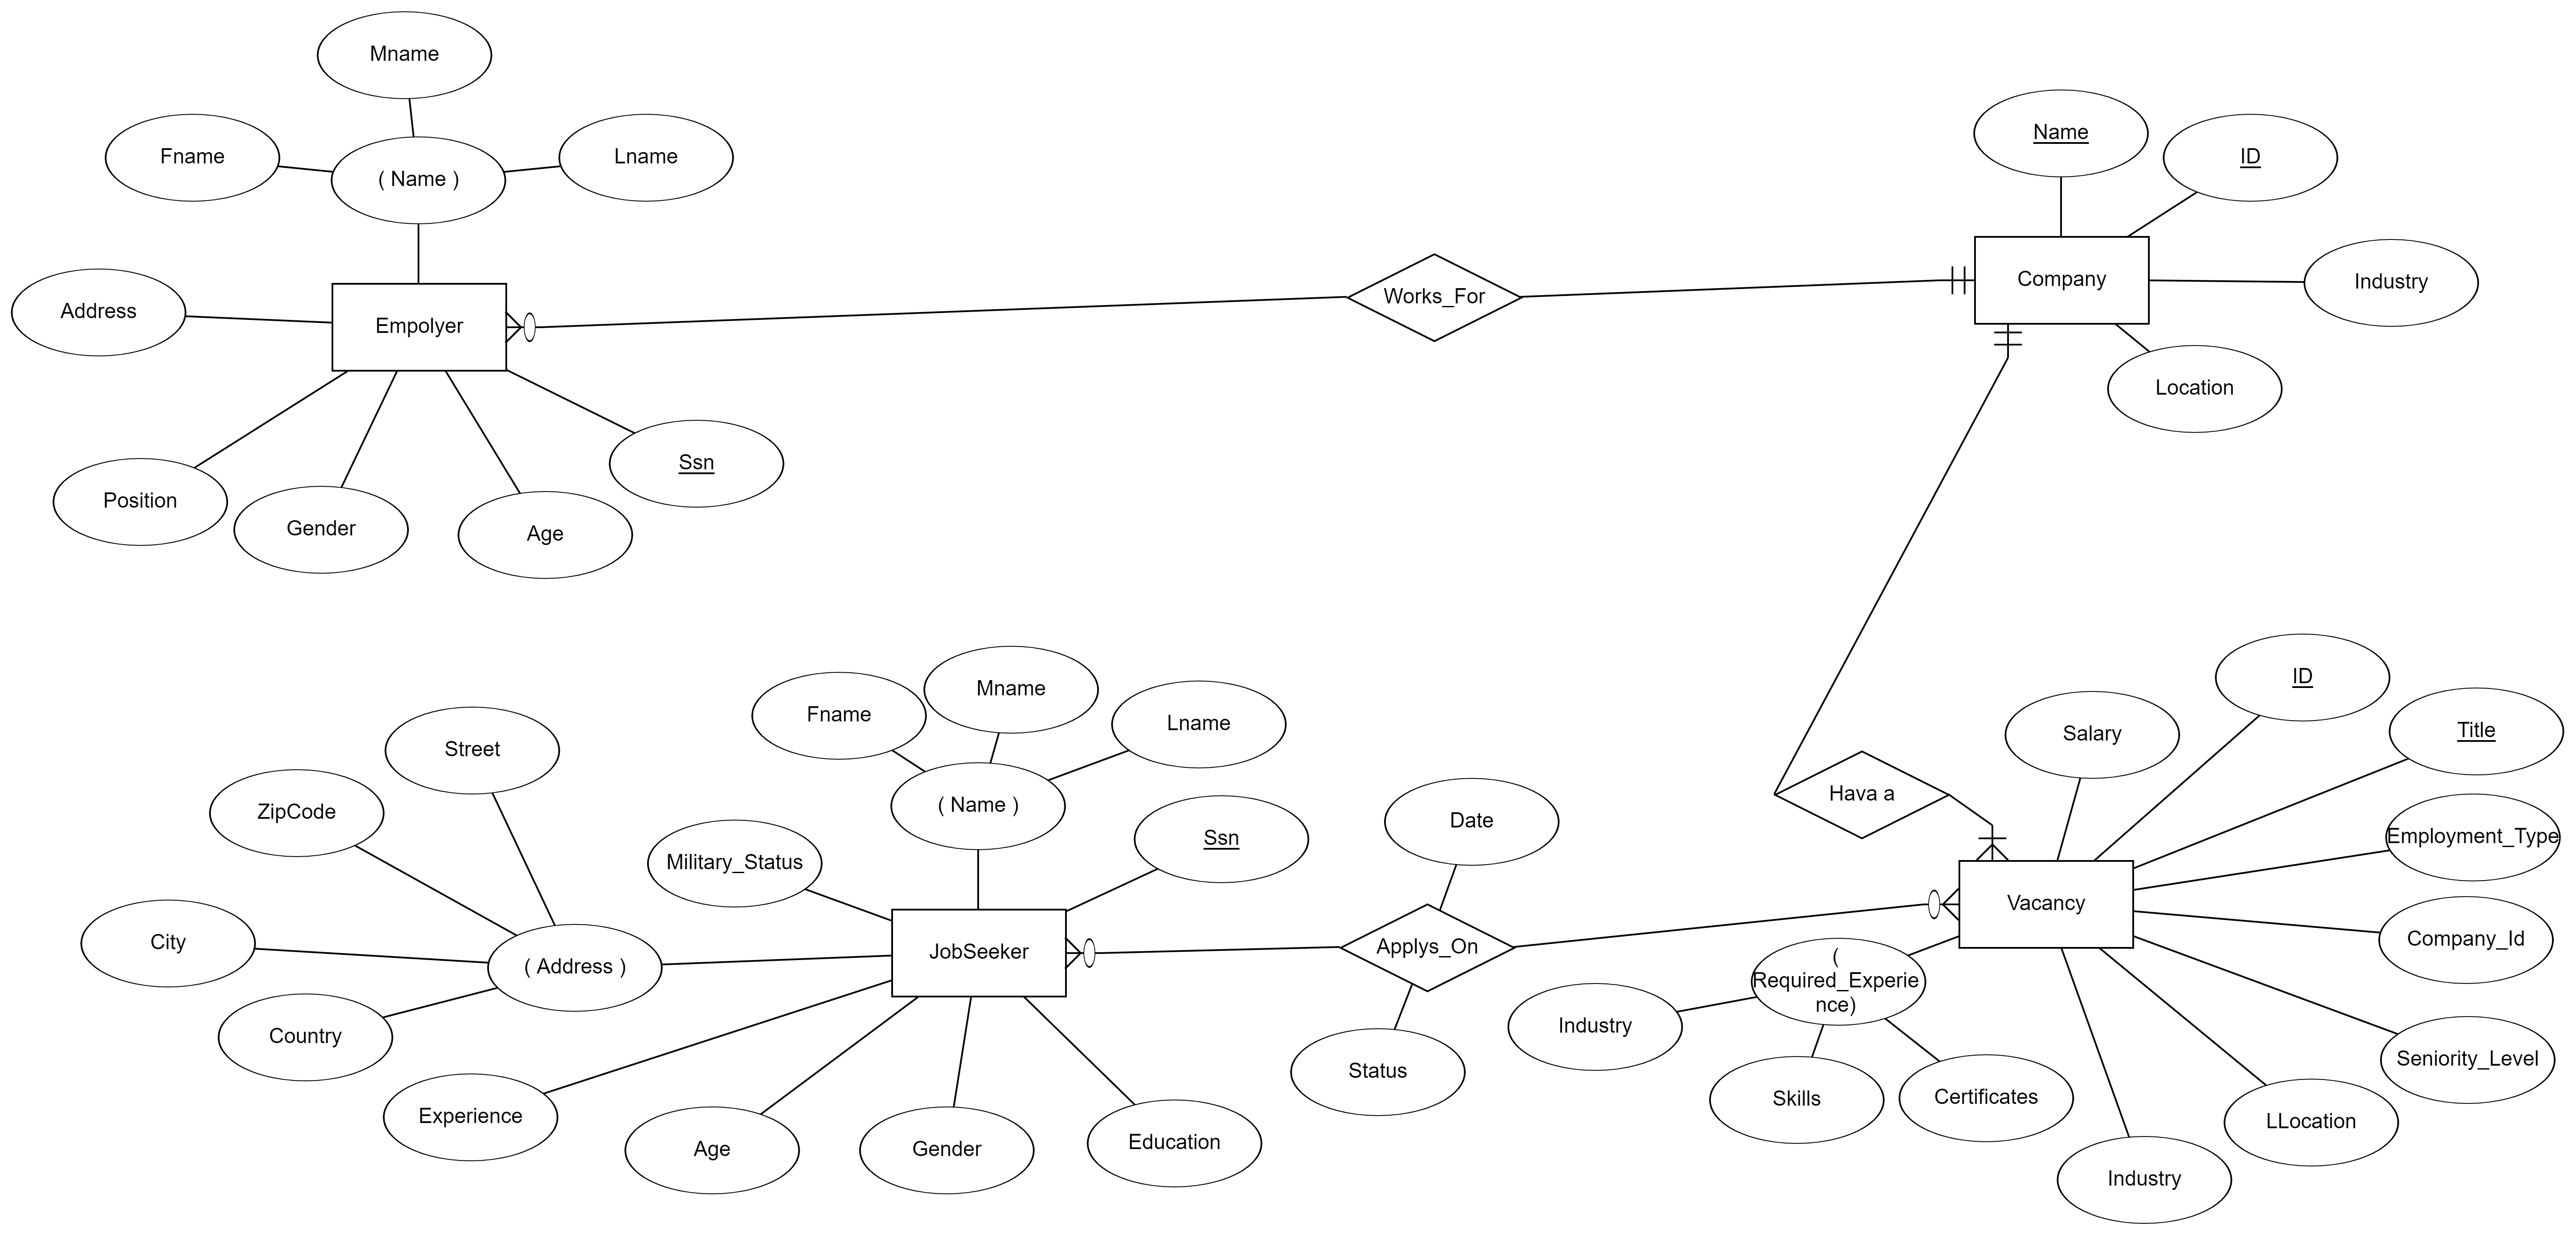 Mname
Fname
( Name )
Lname
Address
Empolyer
Position
Gender
Age
Ssn
Works_For
Name
ID
Company
Industry
Location
Hava a
Fname
Mname
Lname
( Name )
Street
ZipCode
Military_Status
Ssn
City
( Address )
JobSeeker
Country
Experience
Age
Gender
Education
Date
Applys_On
Status
Salary
ID
Title
Employment_Type
Vacancy
Company_Id
(
Required_Experie
nce)
Industry
Skills
Certificates
Seniority_Level
LLocation
Industry